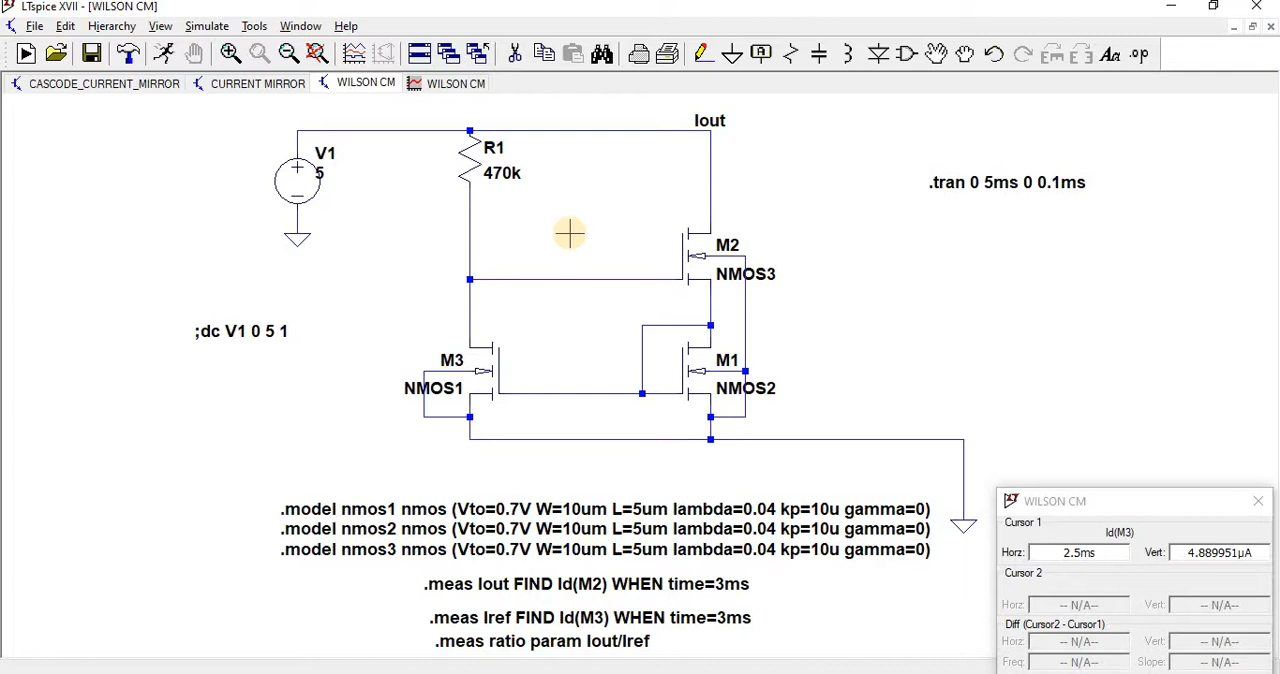 LTspice XVII - [WILSON CM]
File Edit Hierarchy View Simulate Tools Window Help
Aa .op
CASCODE_CURRENT_MIRROR CURRENT MIRROR WILSON CM WILSON CM
Iout
V1
5
R1
470k
.tran 0 5ms 0 0.1ms
M2
NMOS3
;dc V1 0 5 1
M3
NMOS1
M1
NMOS2
.model nmos1 nmos (Vto=0.7V W=10um L=5um lambda=0.04 kp=10u gamma=0)
.model nmos2 nmos (Vto=0.7V W=10um L=5um lambda=0.04 kp=10u gamma=0)
.model nmos3 nmos (Vto=0.7V W=10um L=5um lambda=0.04 kp=10u gamma=0)
.meas Iout FIND Id(M2) WHEN time=3ms
.meas Iref FIND Id(M3) WHEN time=3ms
.meas ratio param Iout/Iref
WILSON CM
Cursor 1
Id(M3)
Horz: 2.5ms Vert: 4.889951µA
Cursor 2
Horz: -- N/A-- Vert: -- N/A--
Diff (Cursor2 - Cursor1)
Horz: -- N/A-- Vert: -- N/A--
Freq: -- N/A-- Slope: -- N/A--